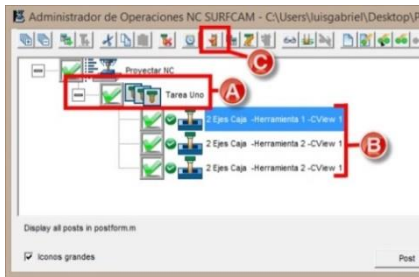 Administrador de Operaciones NC SURFCAM - C:\Users\luisgabriel\Desktop\
C
Proyectar NC
Tarea Uno
A
2 Ejes Caja -Herramienta 1 -CView 1
2 Ejes Caja -Herramienta 2 -CView 1
B
2 Ejes Caja -Herramienta 2 -CView 1
Display all posts in postform.m
Iconos grandes
Post